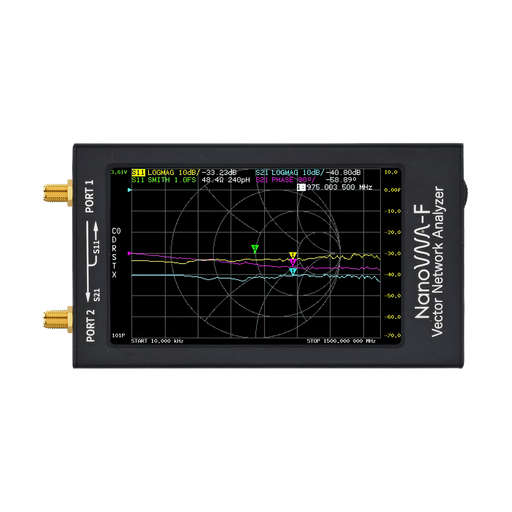 3.61V
S11 LOGMAG 10dB/-33.23dB
S21 LOGMAG 10dB/-40.80dB
S11 SMITH 1.0FS 48.4Ω 240pH
S21 PHASE 90°/ -58.89°
975.003 500 MHz
10.0
0.00F
-10.0
-20.0
-30.0
-40.0
-50.0
-60.0
-70.0
C0
D
R
S
T
X
101P
START 10.000 kHz
STOP 1500.000 000 MHz
PORT 1
S11
S21
PORT 2
NanoVNA-F
Vector Network Analyzer